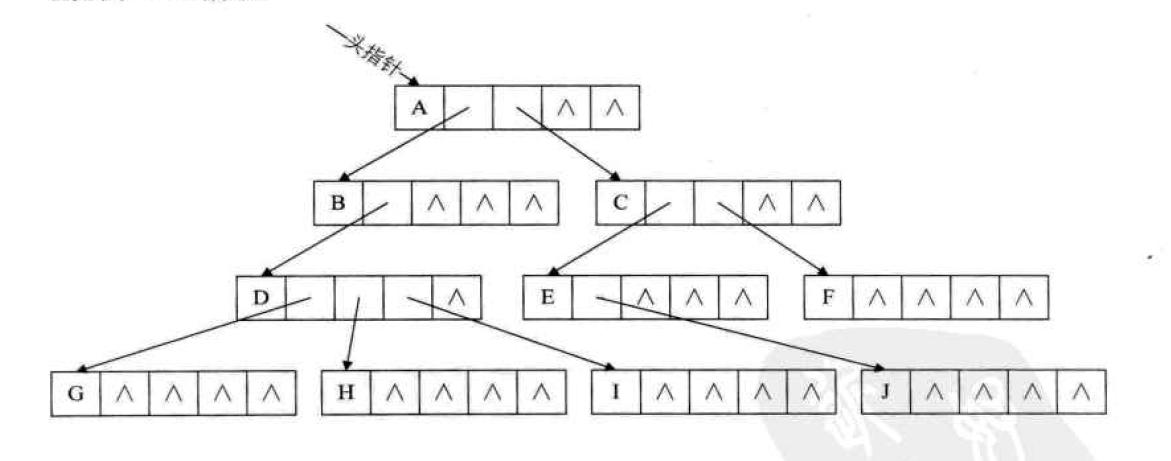 头指针
A ∧ ∧
B ∧ ∧ ∧
C ∧ ∧
D ∧
E ∧ ∧ ∧
F ∧ ∧ ∧ ∧
G ∧ ∧ ∧ ∧
H ∧ ∧ ∧ ∧
I ∧ ∧ ∧ ∧
J ∧ ∧ ∧ ∧